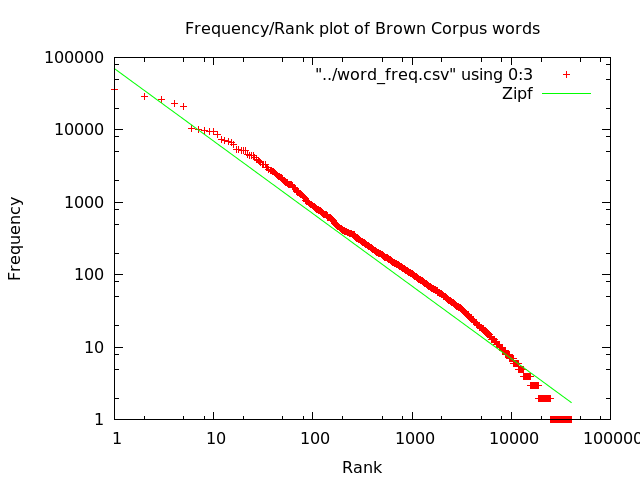 Frequency/Rank plot of Brown Corpus words
100000
"../word_freq.csv" using 0:3
Zipf
10000
1000
Frequency
100
10
1
1 10 100 1000 10000 100000
Rank